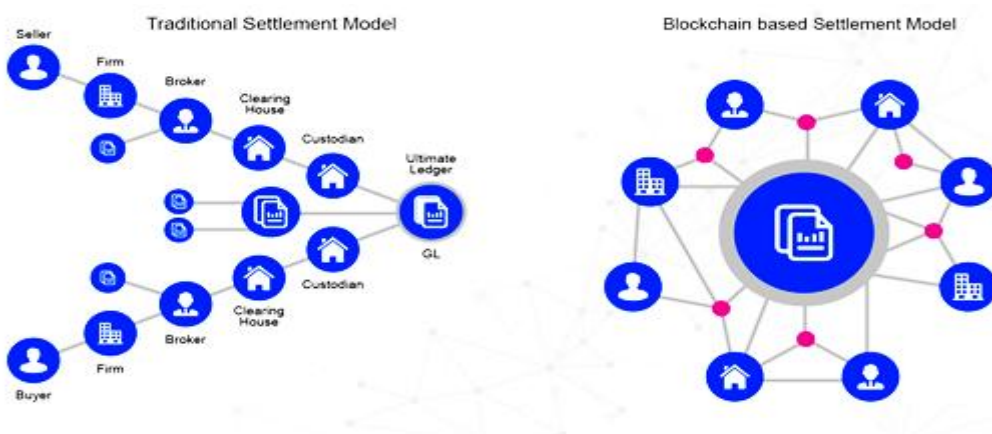 Traditional Settlement Model
Blockchain based Settlement Model
Seller
Firm
Broker
Clearing
House
Custodian
Ultimate
Ledger
GL
Custodian
Clearing
House
Broker
Firm
Buyer